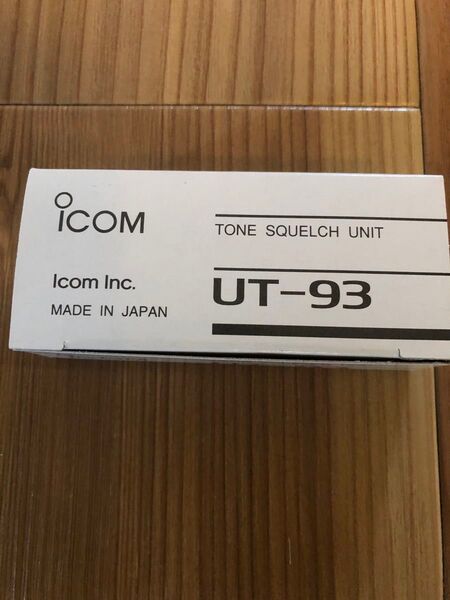 ICOM
TONE SQUELCH UNIT
Icom Inc.
UT-93
MADE IN JAPAN